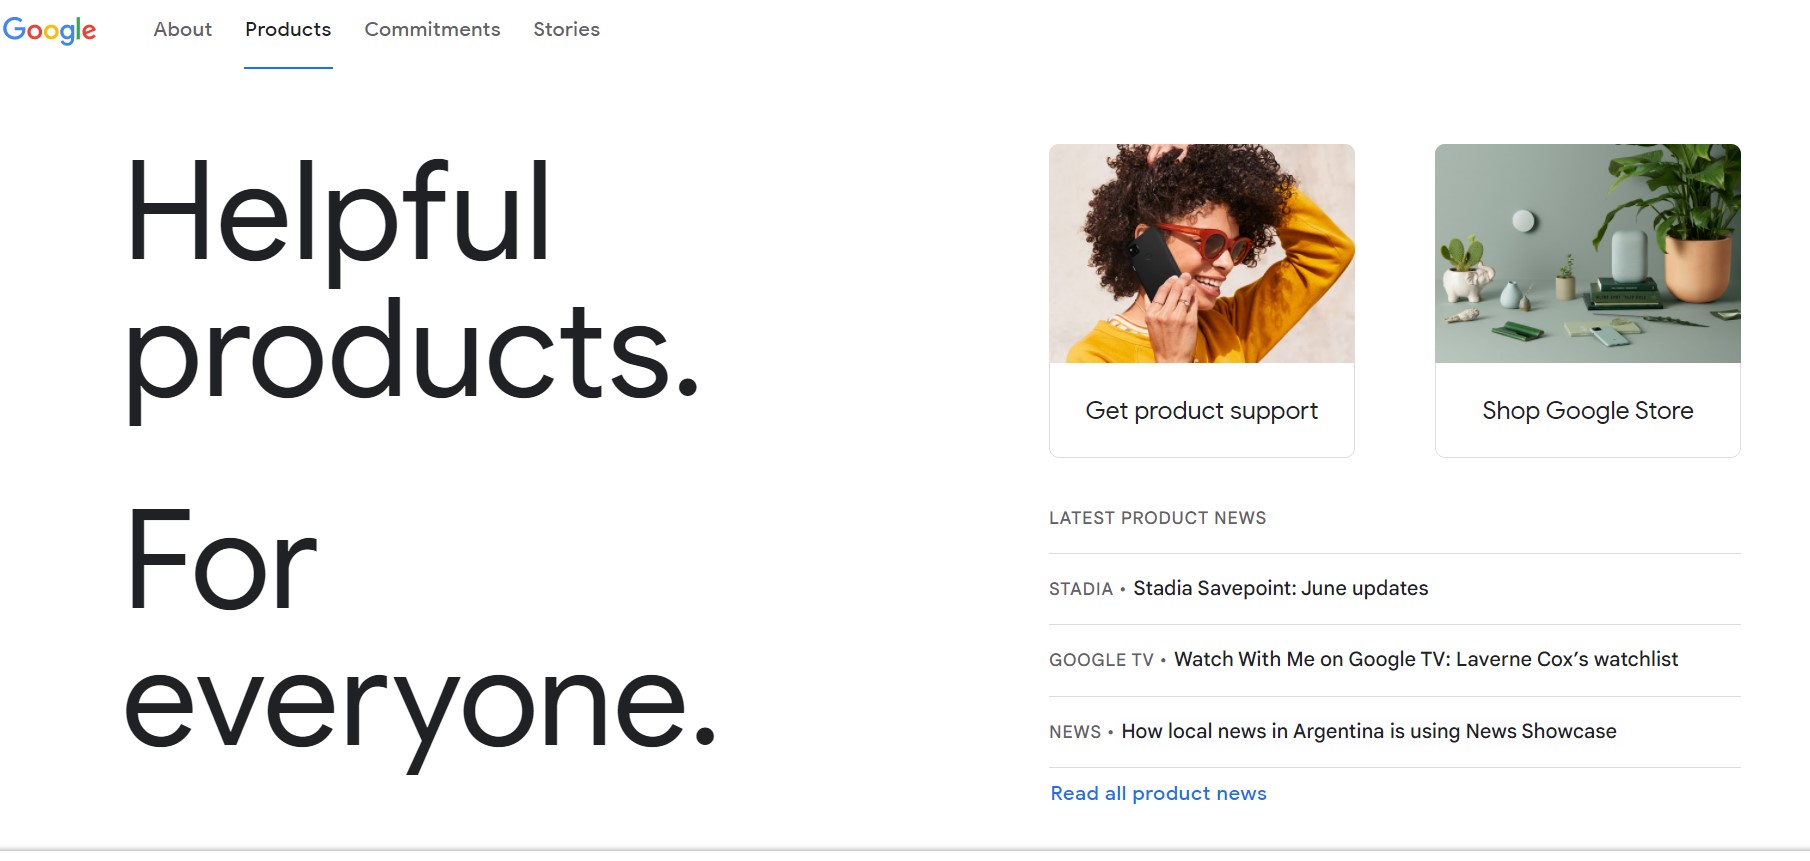 Google
About
Products
Commitments
Stories
Helpful
products.
For
everyone.
Get product support
Shop Google Store
LATEST PRODUCT NEWS
STADIA • Stadia Savepoint: June updates
GOOGLE TV • Watch With Me on Google TV: Laverne Cox’s watchlist
NEWS • How local news in Argentina is using News Showcase
Read all product news